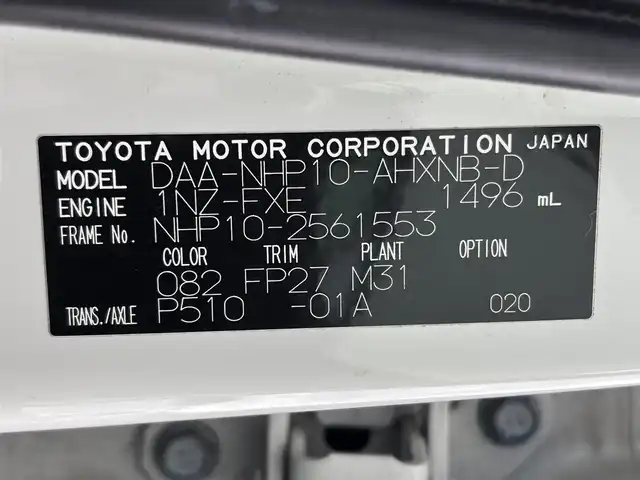 TOYOTA MOTOR CORPORATION JAPAN
MODEL DAA-NHP10-AHXNB-D
ENGINE 1NZ-FXE 1496 mL
FRAME No. NHP10-2561553
COLOR TRIM PLANT OPTION
082 FP27 M31
TRANS./AXLE P510 -01A 020